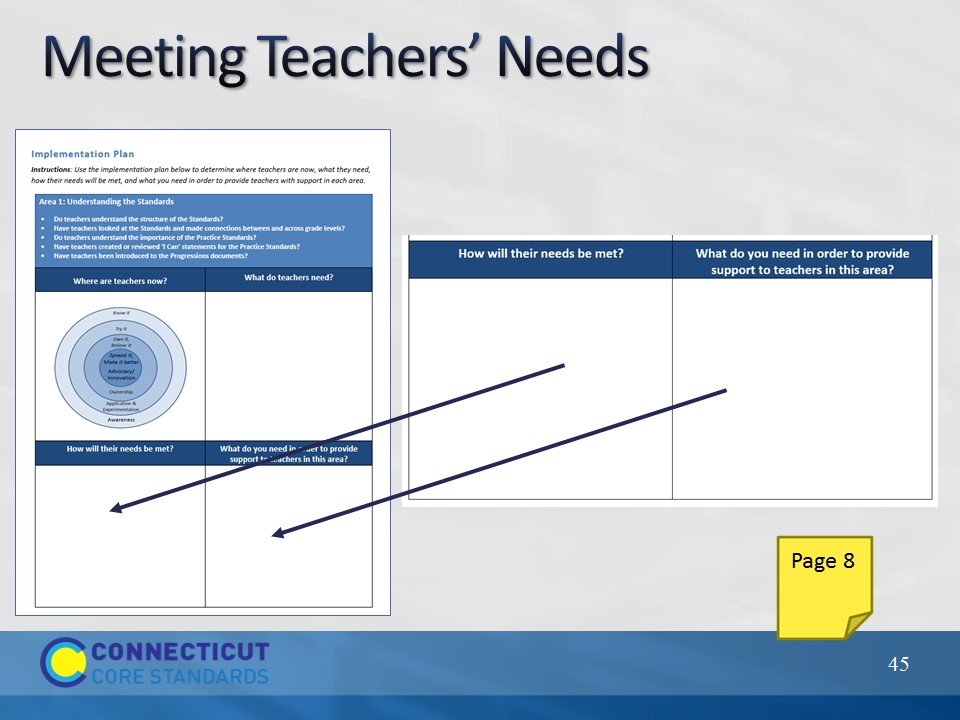 Meeting Teachers’ Needs
Implementation Plan
Instructions: Use the implementation plan below to determine where teachers are now, what they need,
how their needs will be met, and what you need in order to provide teachers with support in each area.
Area 1: Understanding the Standards
• Do teachers understand the structure of the Standards?
• Have teachers looked at the Standards and made connections between and across grade levels?
• Do teachers understand the importance of the Practice Standards?
• Have teachers created or reviewed ‘I Can’ statements for the Practice Standards?
• Have teachers been introduced to the Progressions documents?
Where are teachers now?
What do teachers need?
Know it
Try it
Own it,
Believe it
Spread it,
Make it better
Advocacy/
Innovation
Ownership
Application &
Experimentation
Awareness
How will their needs be met?
What do you need in order to provide
support to teachers in this area?
How will their needs be met?
What do you need in order to provide
support to teachers in this area?
Page 8
CONNECTICUT
CORE STANDARDS
45